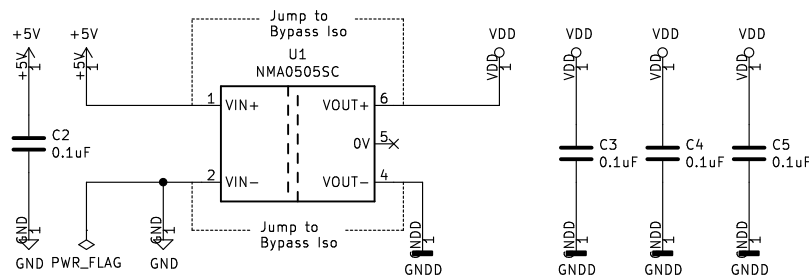 Jump to
Bypass Iso
+5V
+5V
VDD
VDD
VDD
VDD
U1
NMA0505SC
+5V
1
+5V
1
VDD
1
VDD
1
VDD
1
VDD
1
1
VIN+
VOUT+
6
C2
0.1uF
0V
5
C3
0.1uF
C4
0.1uF
C5
0.1uF
2
VIN-
VOUT-
4
Jump to
Bypass Iso
GND
1
GND
1
GNDD
1
GNDD
1
GNDD
1
GNDD
1
GND
PWR_FLAG
GND
GNDD
GNDD
GNDD
GNDD